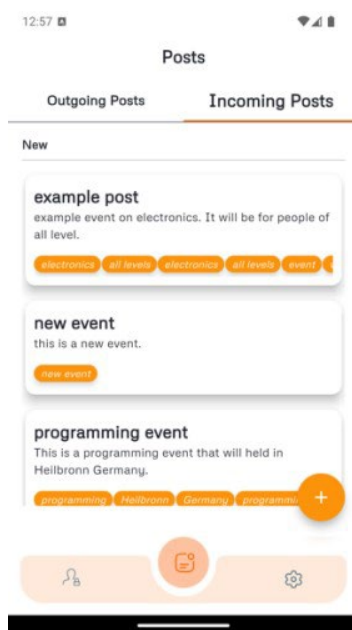 12:57
Posts
Outgoing Posts Incoming Posts
New
example post
example event on electronics. It will be for people of
all level.
electronics all levels electronics all levels event
new event
this is a new event.
new event
programming event
This is a programming event that will held in
Heilbronn Germany.
programming Heilbronn Germany
+